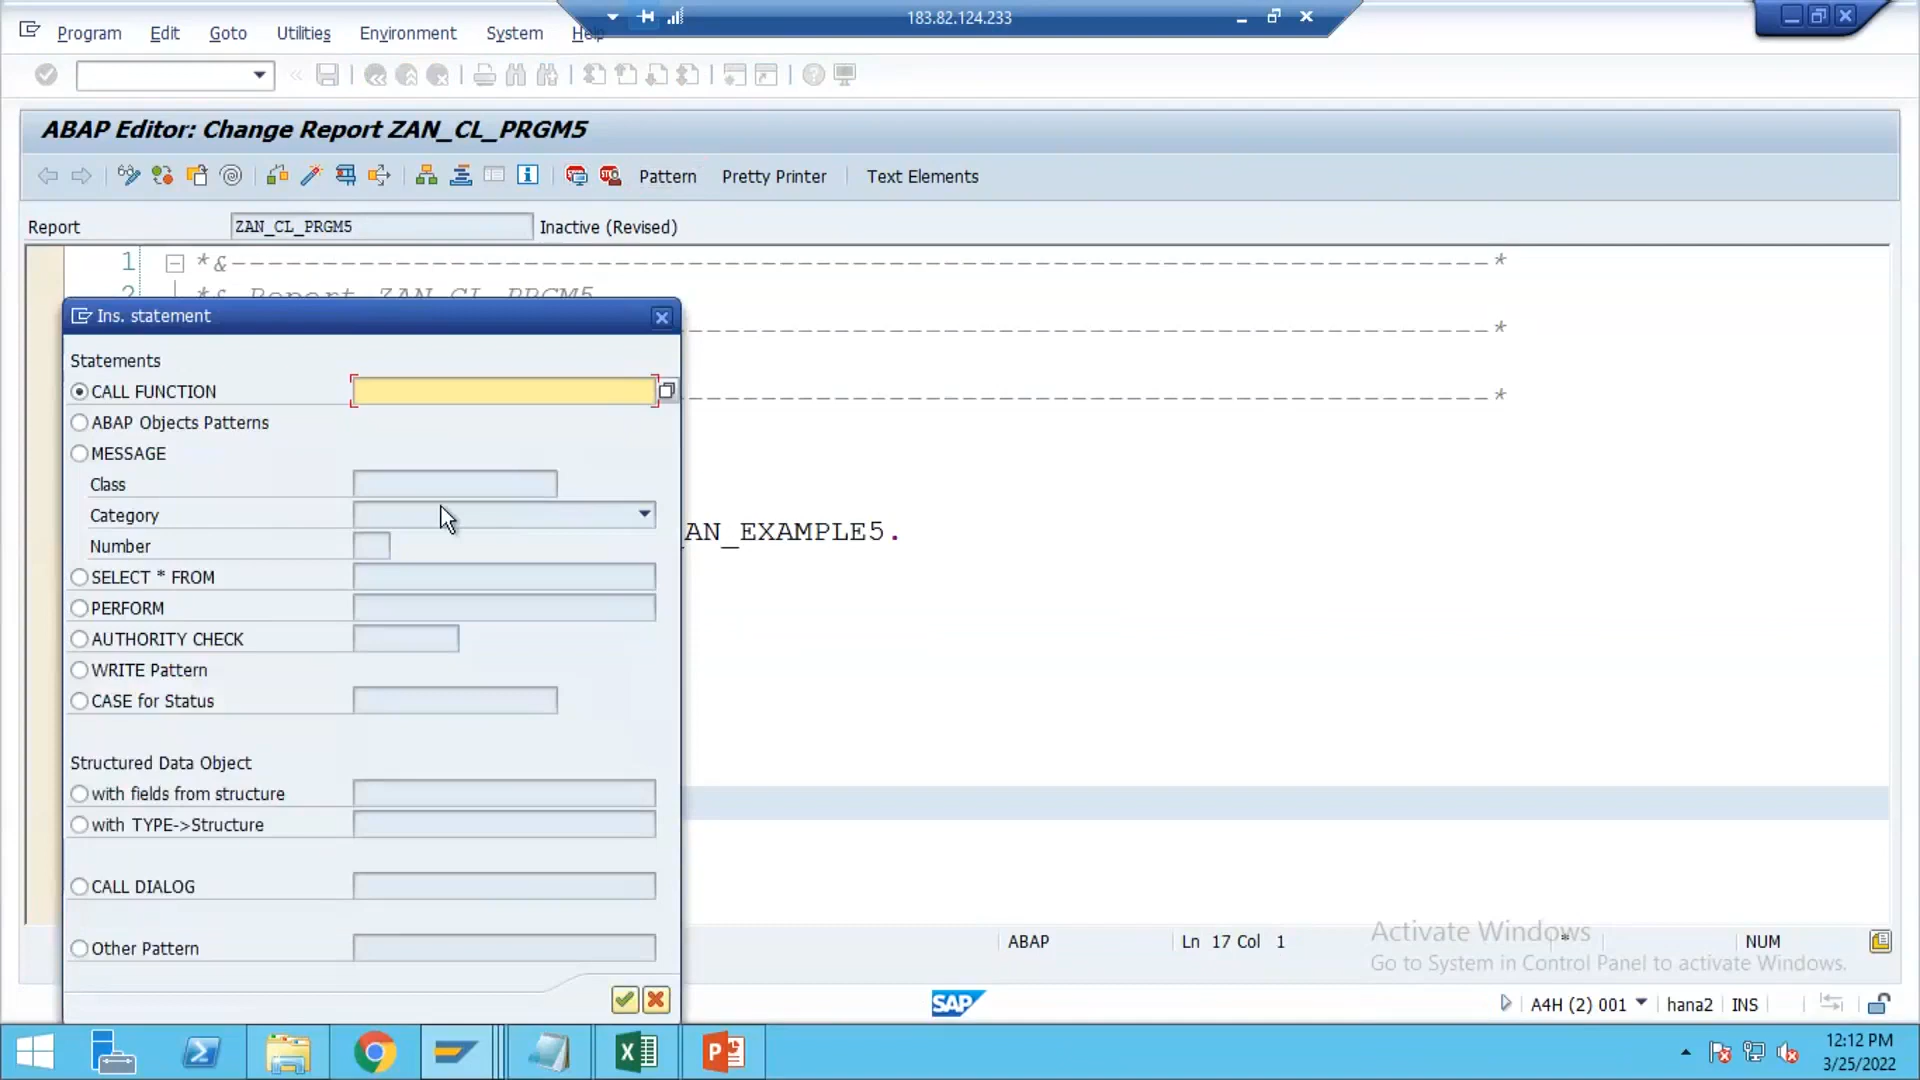 183.82.124.233
Program Edit Goto Utilities Environment System Help
ABAP Editor: Change Report ZAN_CL_PRGM5
Pattern Pretty Printer Text Elements
Report ZAN_CL_PRGM5 Inactive (Revised)
1 *&---------------------------------------------------------------------*
2 *& Report ZAN_CL_PRGM5
Ins. statement
Statements
CALL FUNCTION
ABAP Objects Patterns
MESSAGE
Class
Category
AN_EXAMPLE5.
Number
SELECT * FROM
PERFORM
AUTHORITY CHECK
WRITE Pattern
CASE for Status
Structured Data Object
with fields from structure
with TYPE->Structure
CALL DIALOG
Other Pattern
ABAP Ln 17 Col 1 * NUM
Activate Windows
Go to System in Control Panel to activate Windows.
SAP
A4H (2) 001 hana2 INS
12:12 PM
3/25/2022